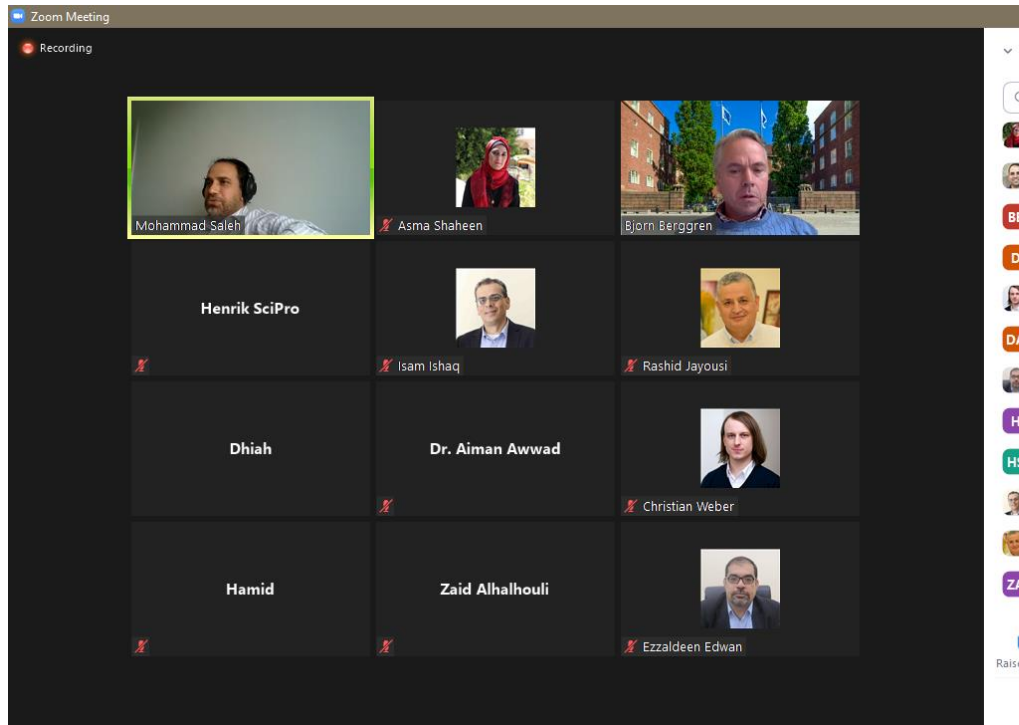 Zoom Meeting
Recording
Mohammad Saleh
Asma Shaheen
Bjorn Berggren
Henrik SciPro
Isam Ishaq
Rashid Jayousi
Dhiah
Dr. Aiman Awwad
Christian Weber
Hamid
Zaid Alhalhouli
Ezzaldeen Edwan